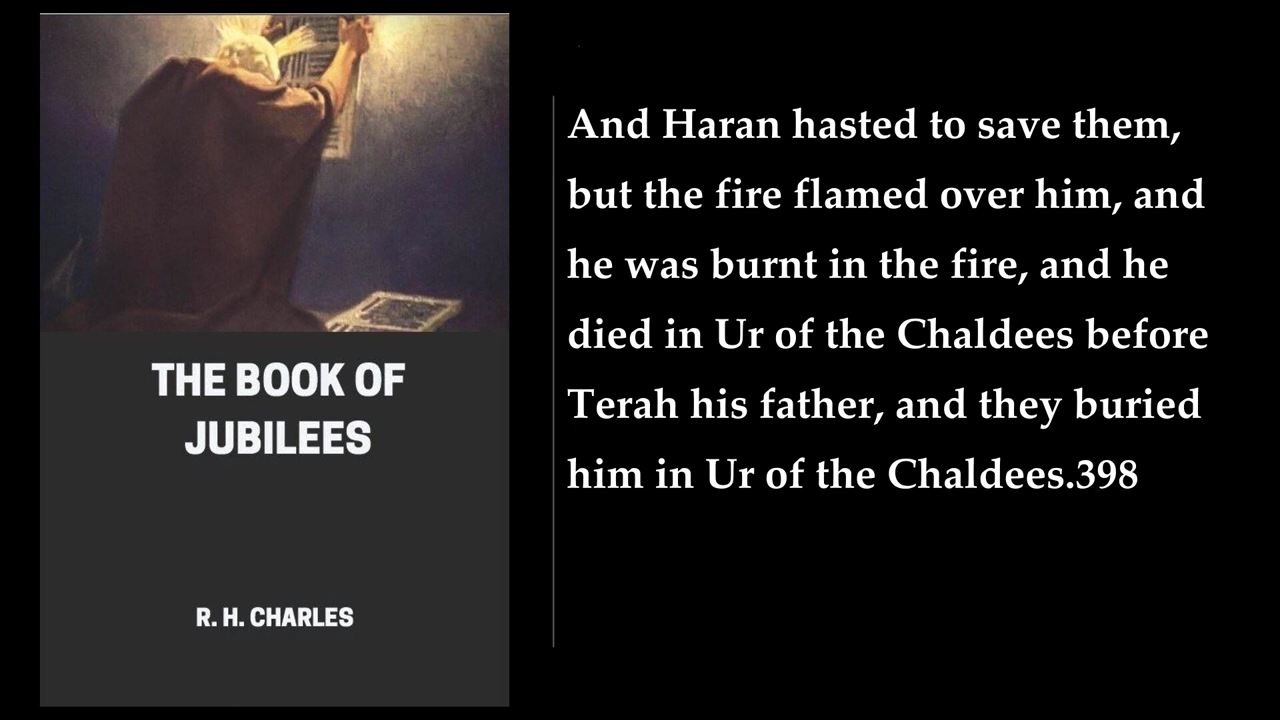 THE BOOK OF
JUBILEES
R. H. CHARLES
And Haran hasted to save them,
but the fire flamed over him, and
he was burnt in the fire, and he
died in Ur of the Chaldees before
Terah his father, and they buried
him in Ur of the Chaldees.398